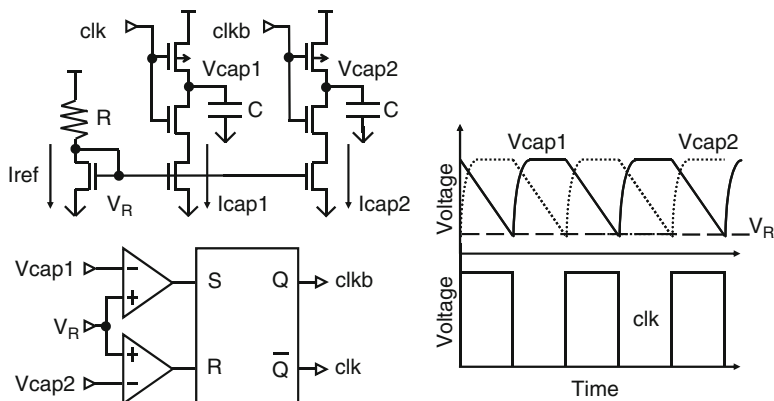 clk
clkb
Vcap1
Vcap2
R
C
C
Iref
VR
Icap1
Icap2
Vcap1
VR
Vcap2
−
+
+
−
S
Q
R
Q̅
clkb
clk
Voltage
Vcap1
Vcap2
VR
Voltage
clk
Time